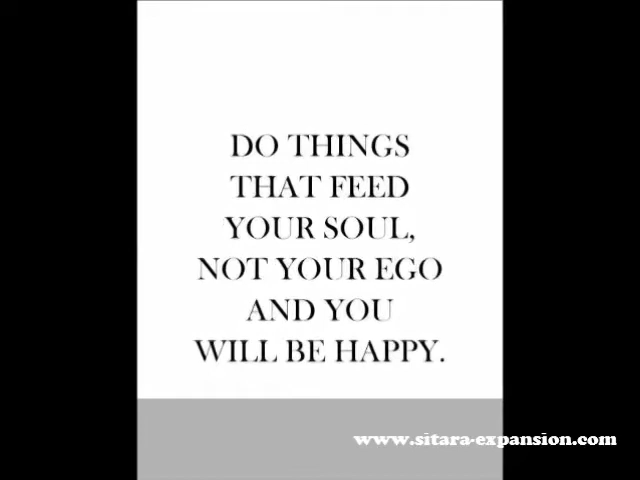 DO THINGS
THAT FEED
YOUR SOUL,
NOT YOUR EGO
AND YOU
WILL BE HAPPY.
www.sitara-expansion.com